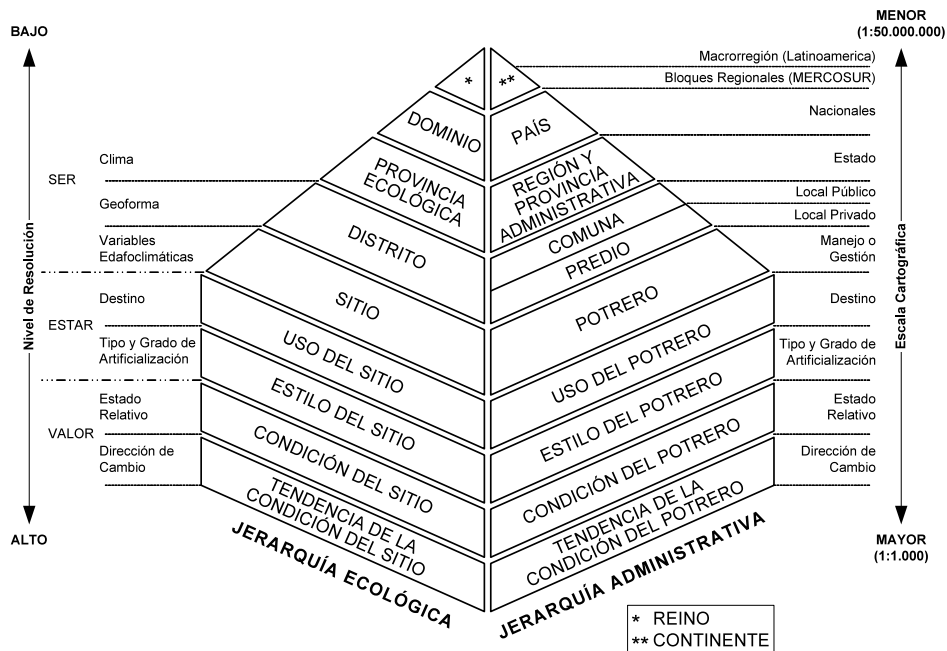 BAJO
MENOR
(1:50.000.000)
Macrorregión (Latinoamerica)
Bloques Regionales (MERCOSUR)
Nacionales
Estado
Local Público
Local Privado
Manejo o
Gestión
Destino
Tipo y Grado de
Artificialización
Estado
Relativo
Dirección de
Cambio
Escala Cartográfica
MAYOR
(1:1.000)
Nivel de Resolución
ALTO
SER
Clima
Geoforma
Variables
Edafoclimáticas
ESTAR
Destino
Tipo y Grado de
Artificialización
VALOR
Estado
Relativo
Dirección de
Cambio
*
DOMINIO
PROVINCIA
ECOLÓGICA
DISTRITO
SITIO
USO DEL SITIO
ESTILO DEL SITIO
CONDICIÓN DEL SITIO
TENDENCIA DE LA
CONDICIÓN DEL SITIO
JERARQUÍA ECOLÓGICA
**
PAÍS
REGIÓN Y
PROVINCIA
ADMINISTRATIVA
COMUNA
PREDIO
POTRERO
USO DEL POTRERO
ESTILO DEL POTRERO
CONDICIÓN DEL POTRERO
TENDENCIA DE LA
CONDICIÓN DEL POTRERO
JERARQUÍA ADMINISTRATIVA
* REINO
** CONTINENTE